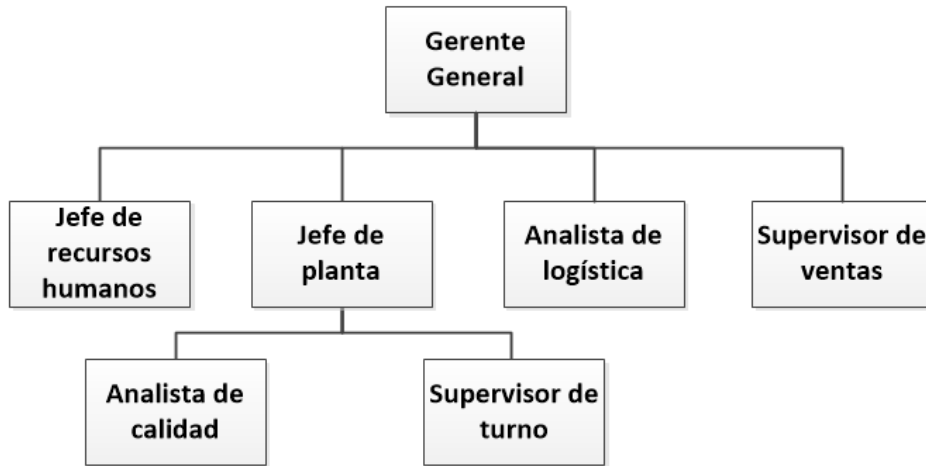 Gerente
General
Jefe de
recursos
humanos
Jefe de
planta
Analista de
logística
Supervisor de
ventas
Analista de
calidad
Supervisor de
turno